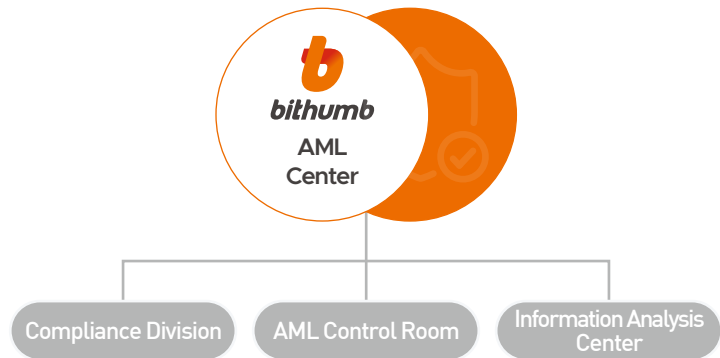 bithumb
AML
Center
Compliance Division
AML Control Room
Information Analysis
Center